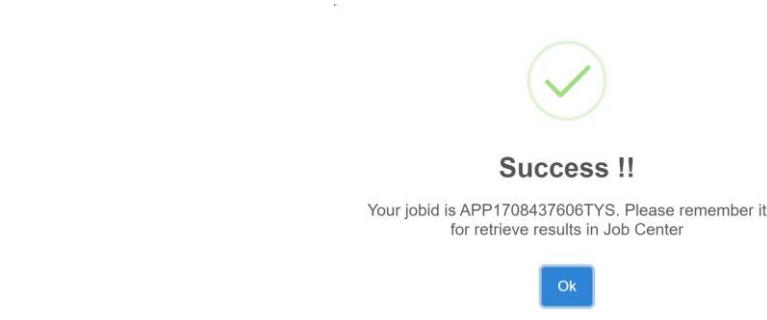 Success !!
Your jobid is APP1708437606TYS. Please remember it
for retrieve results in Job Center
Ok